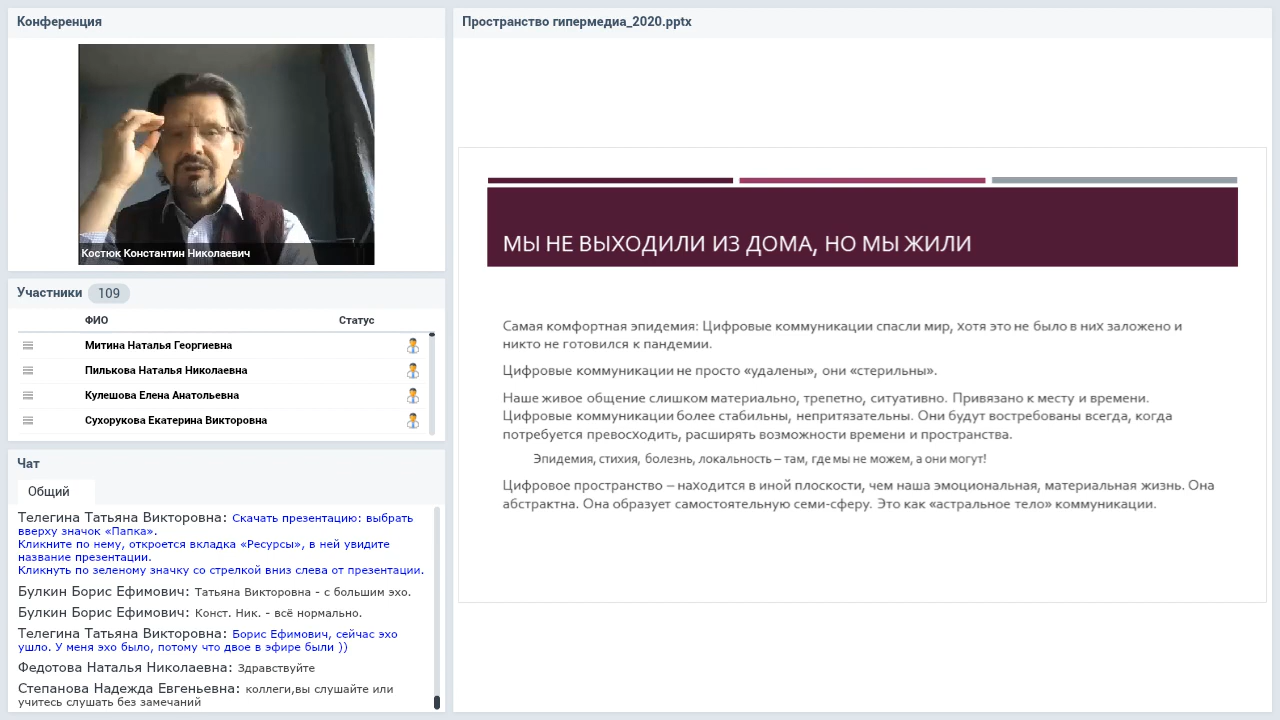 Конференция
Костюк Константин Николаевич
Участники 109
ФИО Статус
Митина Наталья Георгиевна
Пилькова Наталья Николаевна
Кулешова Елена Анатольевна
Сухорукова Екатерина Викторовна
Чат
Общий
Телегина Татьяна Викторовна: Скачать презентацию: выбрать
вверху значок «Папка».
Кликните по нему, откроется вкладка «Ресурсы», в ней увидите
название презентации.
Кликнуть по зеленому значку со стрелкой вниз слева от презентации.
Булкин Борис Ефимович: Татьяна Викторовна - с большим эхо.
Булкин Борис Ефимович: Конст. Ник. - всё нормально.
Телегина Татьяна Викторовна: Борис Ефимович, сейчас эхо
ушло. У меня эхо было, потому что двое в эфире были ))
Федотова Наталья Николаевна: Здравствуйте
Степанова Надежда Евгеньевна: коллеги,вы слушайте или
учитесь слушать без замечаний
Пространство гипермедиа_2020.pptx
МЫ НЕ ВЫХОДИЛИ ИЗ ДОМА, НО МЫ ЖИЛИ
Самая комфортная эпидемия: Цифровые коммуникации спасли мир, хотя это не было в них заложено и
никто не готовился к пандемии.
Цифровые коммуникации не просто «удалены», они «стерильны».
Наше живое общение слишком материально, трепетно, ситуативно. Привязано к месту и времени.
Цифровые коммуникации более стабильны, непритязательны. Они будут востребованы всегда, когда
потребуется превосходить, расширять возможности времени и пространства.
Эпидемия, стихия, болезнь, локальность – там, где мы не можем, а они могут!
Цифровое пространство – находится в иной плоскости, чем наша эмоциональная, материальная жизнь. Она
абстрактна. Она образует самостоятельную семи-сферу. Это как «астральное тело» коммуникации.